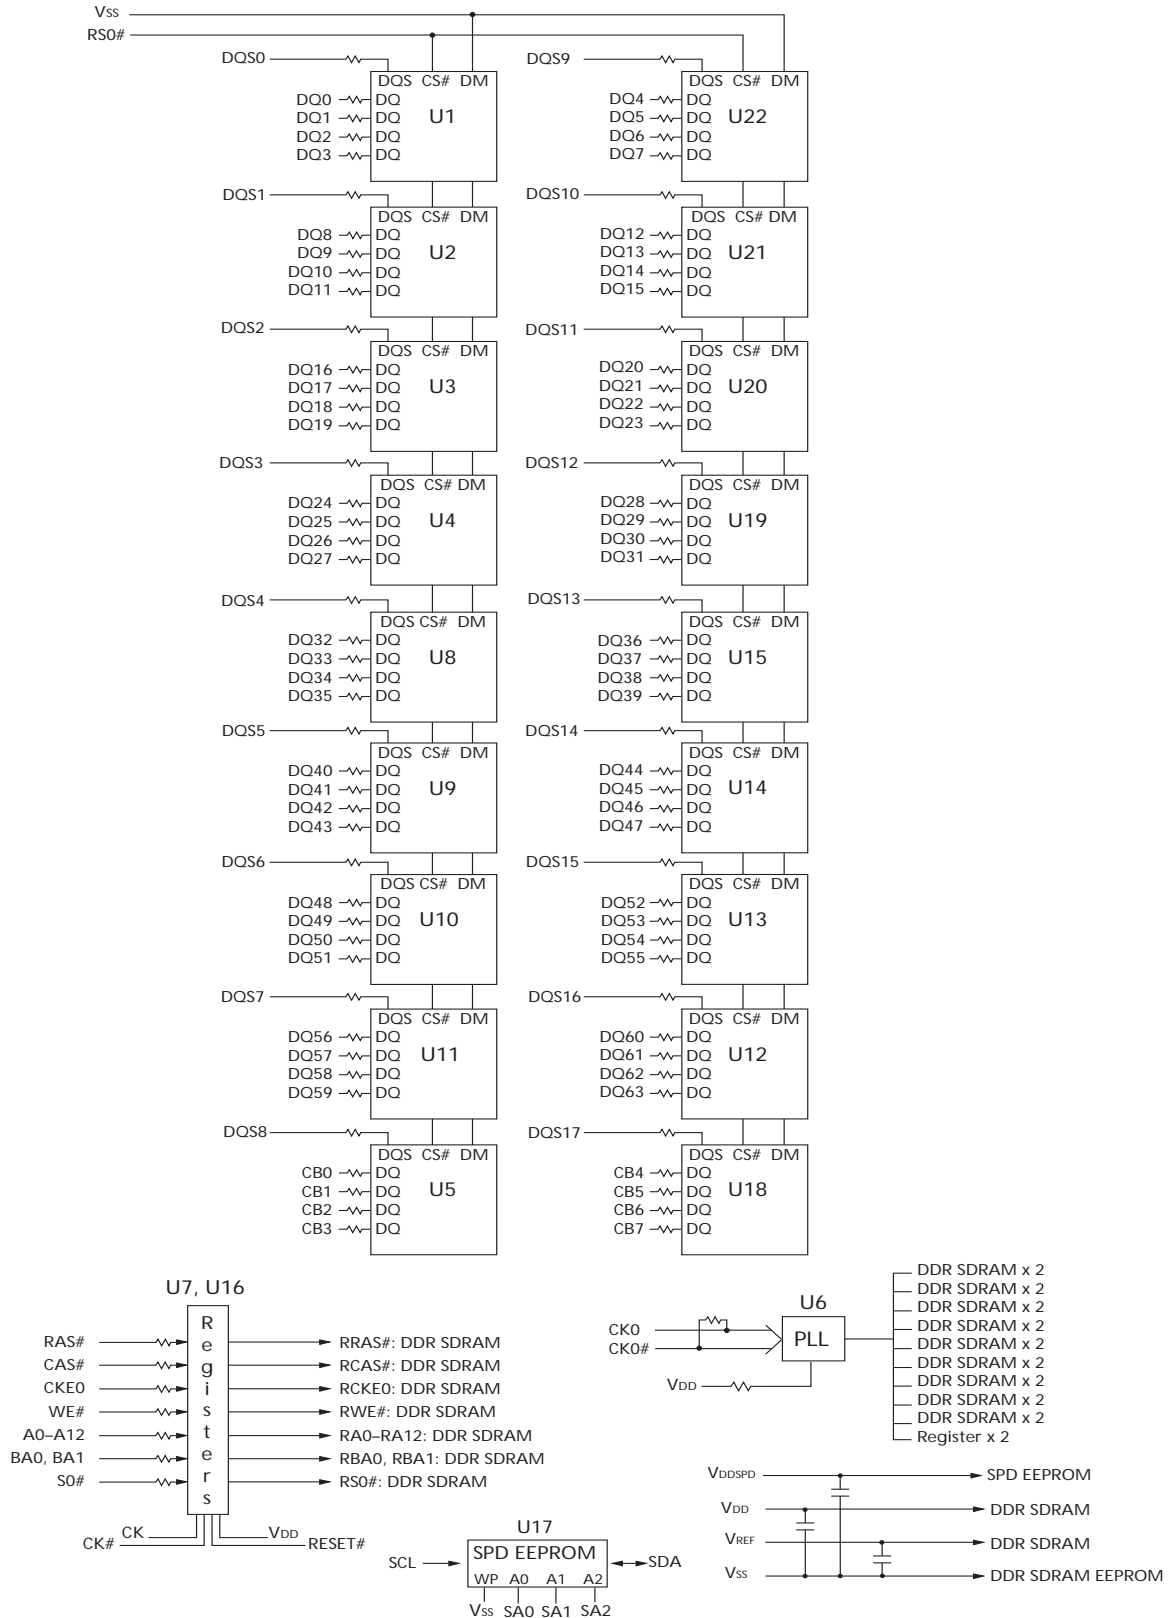 Vss
RS0#
DQS0
DQS9
DQS CS# DM
DQS CS# DM
DQ0 DQ
DQ1 DQ
DQ2 DQ
DQ3 DQ
U1
DQ4 DQ
DQ5 DQ
DQ6 DQ
DQ7 DQ
U22
DQS1
DQS10
DQS CS# DM
DQS CS# DM
DQ8 DQ
DQ9 DQ
DQ10 DQ
DQ11 DQ
U2
DQ12 DQ
DQ13 DQ
DQ14 DQ
DQ15 DQ
U21
DQS2
DQS11
DQS CS# DM
DQS CS# DM
DQ16 DQ
DQ17 DQ
DQ18 DQ
DQ19 DQ
U3
DQ20 DQ
DQ21 DQ
DQ22 DQ
DQ23 DQ
U20
DQS3
DQS12
DQS CS# DM
DQS CS# DM
DQ24 DQ
DQ25 DQ
DQ26 DQ
DQ27 DQ
U4
DQ28 DQ
DQ29 DQ
DQ30 DQ
DQ31 DQ
U19
DQS4
DQS13
DQS CS# DM
DQS CS# DM
DQ32 DQ
DQ33 DQ
DQ34 DQ
DQ35 DQ
U8
DQ36 DQ
DQ37 DQ
DQ38 DQ
DQ39 DQ
U15
DQS5
DQS14
DQS CS# DM
DQS CS# DM
DQ40 DQ
DQ41 DQ
DQ42 DQ
DQ43 DQ
U9
DQ44 DQ
DQ45 DQ
DQ46 DQ
DQ47 DQ
U14
DQS6
DQS15
DQS CS# DM
DQS CS# DM
DQ48 DQ
DQ49 DQ
DQ50 DQ
DQ51 DQ
U10
DQ52 DQ
DQ53 DQ
DQ54 DQ
DQ55 DQ
U13
DQS7
DQS16
DQS CS# DM
DQS CS# DM
DQ56 DQ
DQ57 DQ
DQ58 DQ
DQ59 DQ
U11
DQ60 DQ
DQ61 DQ
DQ62 DQ
DQ63 DQ
U12
DQS8
DQS17
DQS CS# DM
DQS CS# DM
CB0 DQ
CB1 DQ
CB2 DQ
CB3 DQ
U5
CB4 DQ
CB5 DQ
CB6 DQ
CB7 DQ
U18
U7, U16
Registers
RAS#
CAS#
CKE0
WE#
A0–A12
BA0, BA1
S0#
RRAS#: DDR SDRAM
RCAS#: DDR SDRAM
RCKE0: DDR SDRAM
RWE#: DDR SDRAM
RA0–RA12: DDR SDRAM
RBA0, RBA1: DDR SDRAM
RS0#: DDR SDRAM
CK
CK#
VDD
RESET#
U6
PLL
CK0
CK0#
VDD
DDR SDRAM x 2
DDR SDRAM x 2
DDR SDRAM x 2
DDR SDRAM x 2
DDR SDRAM x 2
DDR SDRAM x 2
DDR SDRAM x 2
DDR SDRAM x 2
DDR SDRAM x 2
Register x 2
U17
SPD EEPROM
SCL
SDA
WP A0 A1 A2
Vss SA0 SA1 SA2
VDDSPD
SPD EEPROM
VDD
DDR SDRAM
VREF
DDR SDRAM
Vss
DDR SDRAM EEPROM